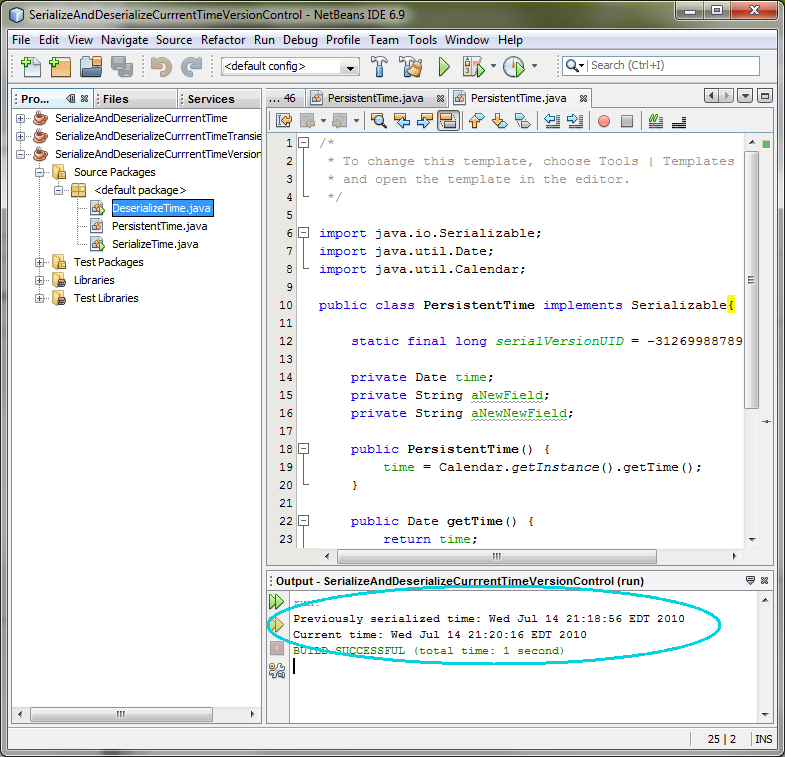 SerializeAndDeserializeCurrrentTimeVersionControl - NetBeans IDE 6.9
File Edit View Navigate Source Refactor Run Debug Profile Team Tools Window Help
<default config>
Search (Ctrl+I)
Pro...
Files
Services
SerializeAndDeserializeCurrrentTime
SerializeAndDeserializeCurrrentTimeTransie
SerializeAndDeserializeCurrrentTimeVersion
Source Packages
<default package>
DeserializeTime.java
PersistentTime.java
SerializeTime.java
Test Packages
Libraries
Test Libraries
... 46
PersistentTime.java
PersistentTime.java
1 /*
2 * To change this template, choose Tools | Templates
3 * and open the template in the editor.
4 */
5
6 import java.io.Serializable;
7 import java.util.Date;
8 import java.util.Calendar;
9
10 public class PersistentTime implements Serializable{
11
12 static final long serialVersionUID = -31269988789
13
14 private Date time;
15 private String aNewField;
16 private String aNewNewField;
17
18 public PersistentTime() {
19 time = Calendar.getInstance().getTime();
20 }
21
22 public Date getTime() {
23 return time;
Output - SerializeAndDeserializeCurrrentTimeVersionControl (run)
run:
Previously serialized time: Wed Jul 14 21:18:56 EDT 2010
Current time: Wed Jul 14 21:20:16 EDT 2010
BUILD SUCCESSFUL (total time: 1 second)
25 | 2 INS